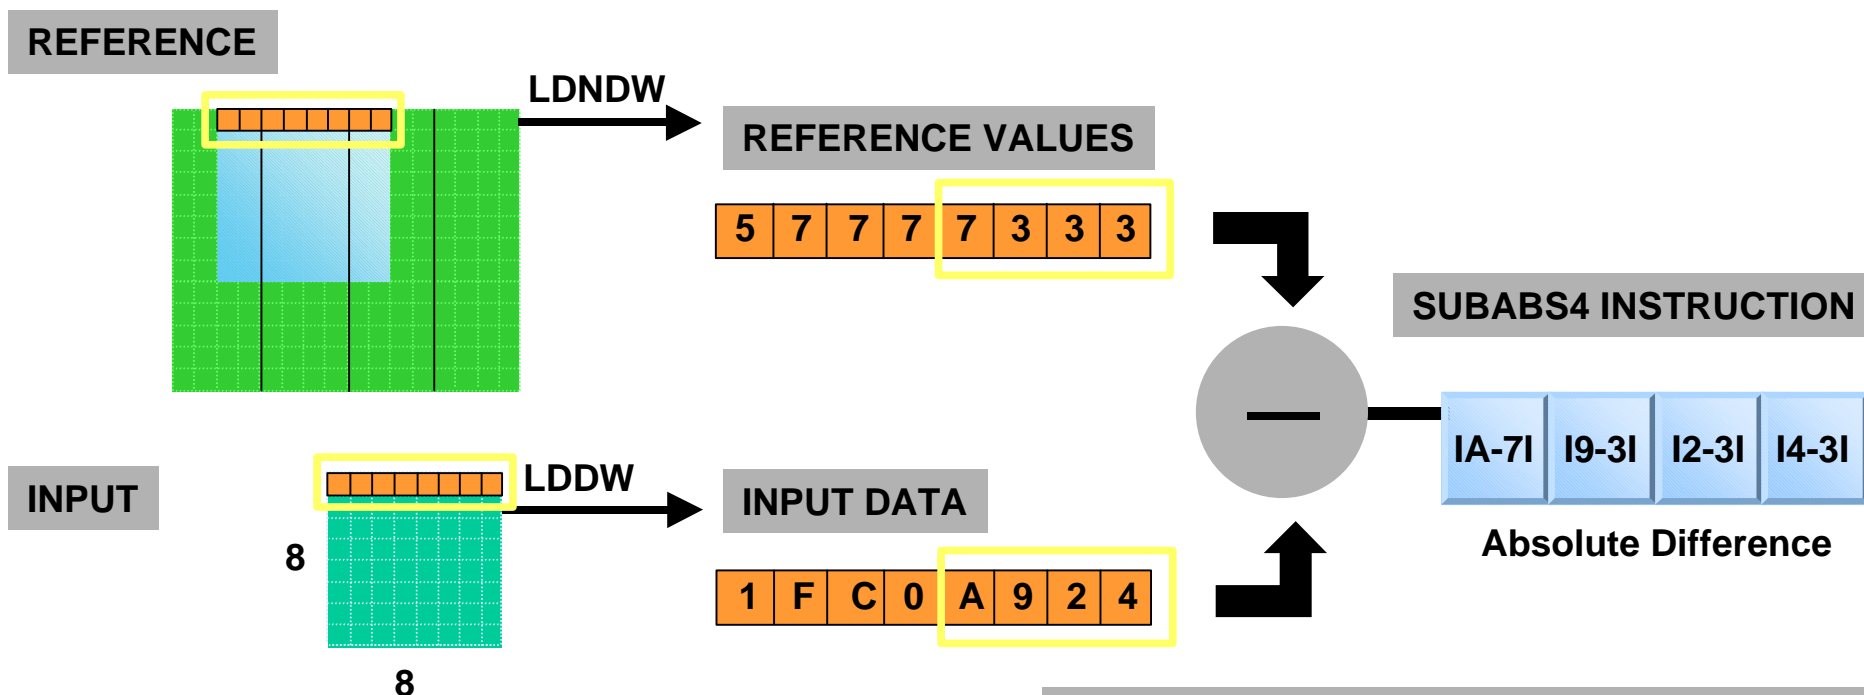 REFERENCE
LDNDW
REFERENCE VALUES
5 7 7 7 7 3 3 3
SUBABS4 INSTRUCTION
IA-7I I9-3I I2-3I I4-3I
Absolute Difference
INPUT
LDDW
INPUT DATA
8
1 F C 0 A 9 2 4
8